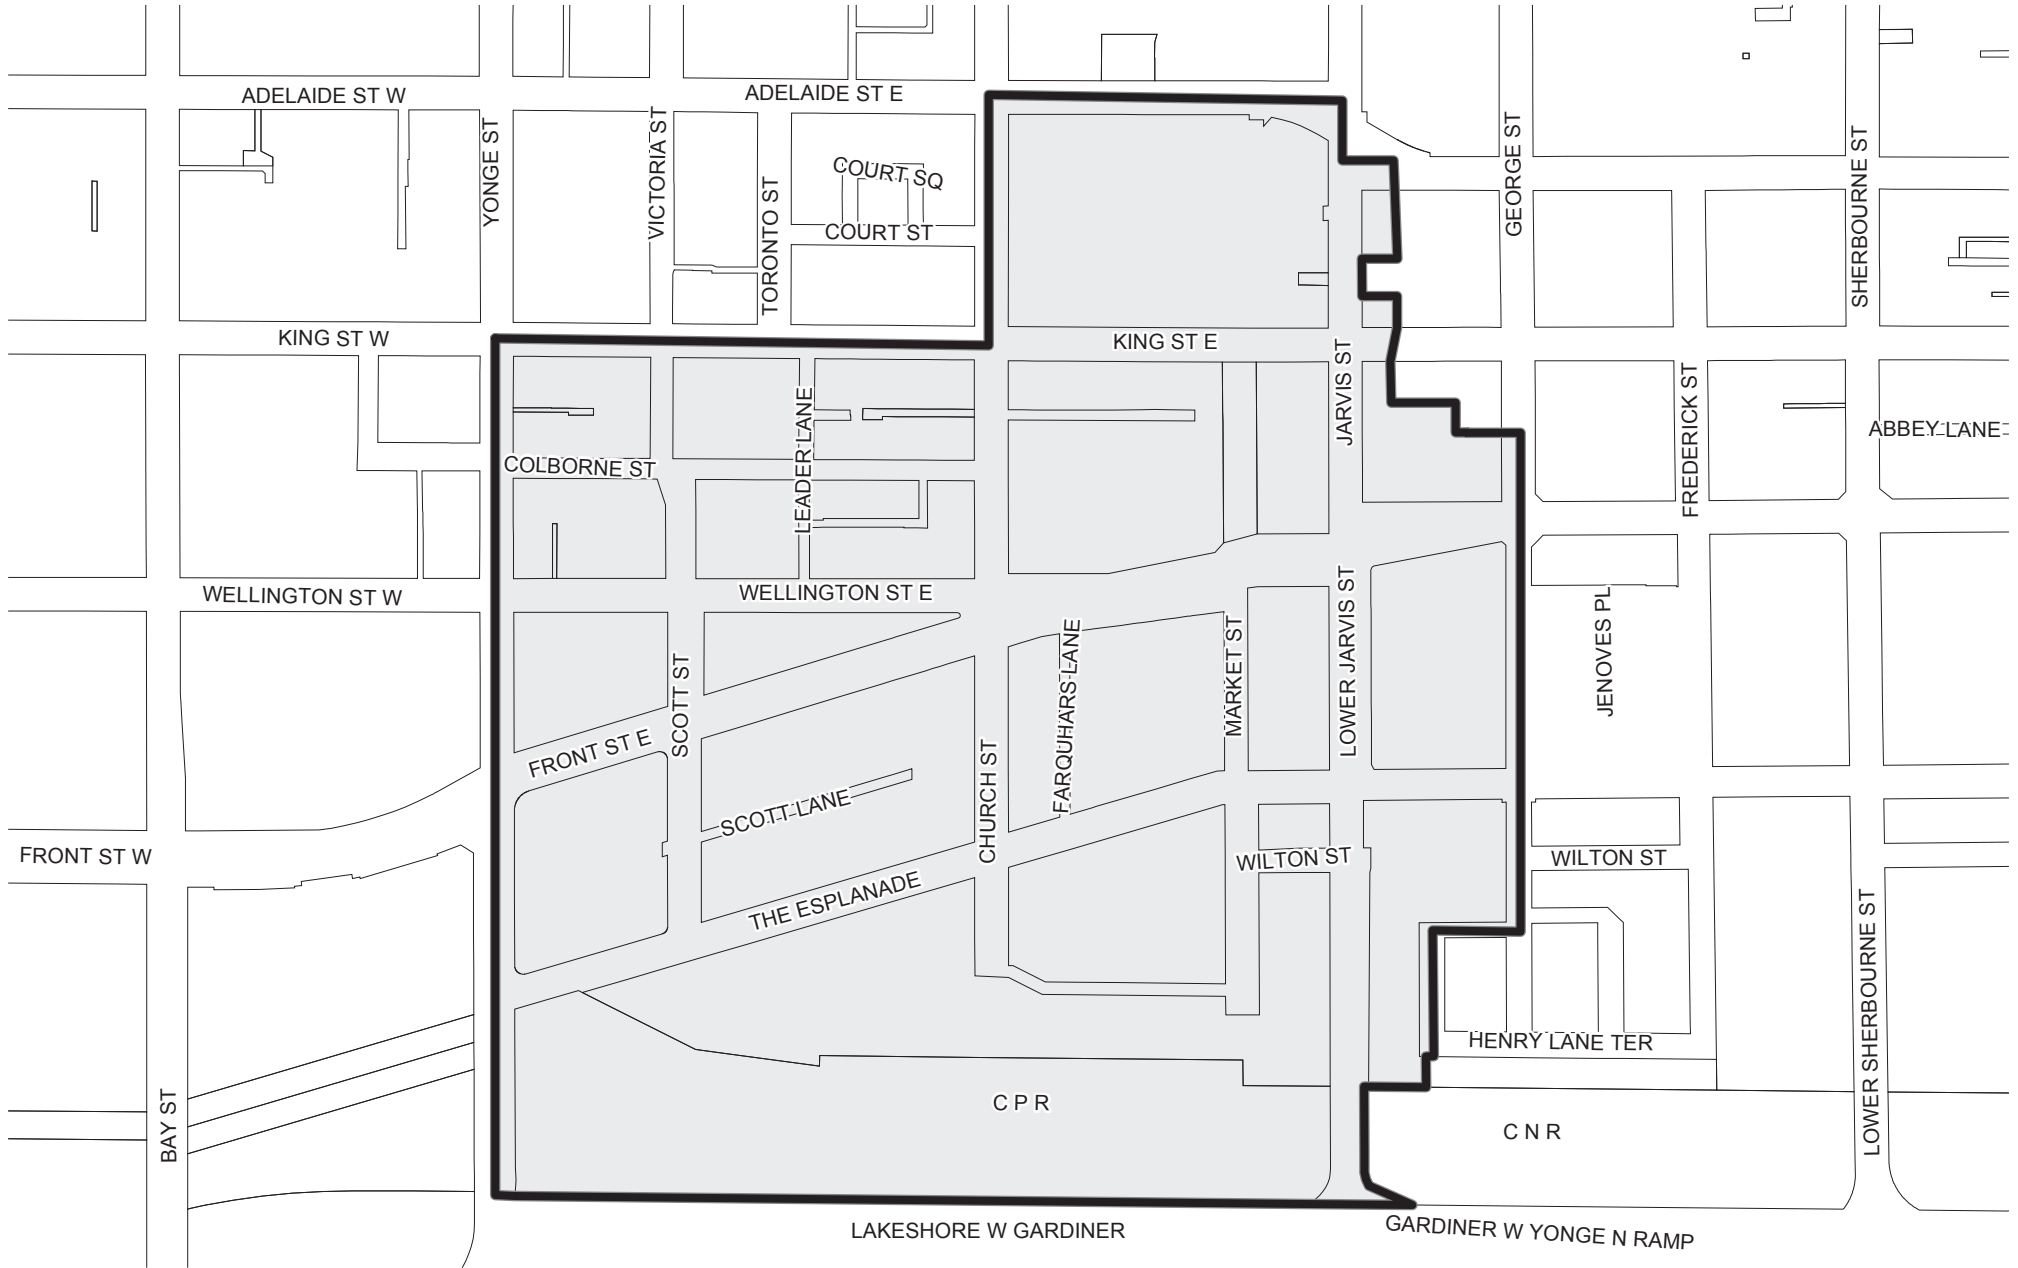 ADELAIDE ST W
ADELAIDE ST E
YONGE ST
VICTORIA ST
TORONTO ST
COURT SQ
COURT ST
GEORGE ST
SHERBOURNE ST
KING ST W
KING ST E
JARVIS ST
LEADER LANE
FREDERICK ST
ABBEY LANE
COLBORNE ST
WELLINGTON ST W
WELLINGTON ST E
JENOVES PL
FARQUHARS LANE
MARKET ST
LOWER JARVIS ST
SCOTT ST
FRONT ST E
SCOTT LANE
CHURCH ST
FRONT ST W
WILTON ST
WILTON ST
THE ESPLANADE
LOWER SHERBOURNE ST
HENRY LANE TER
BAY ST
C P R
C N R
LAKESHORE W GARDINER
GARDINER W YONGE N RAMP